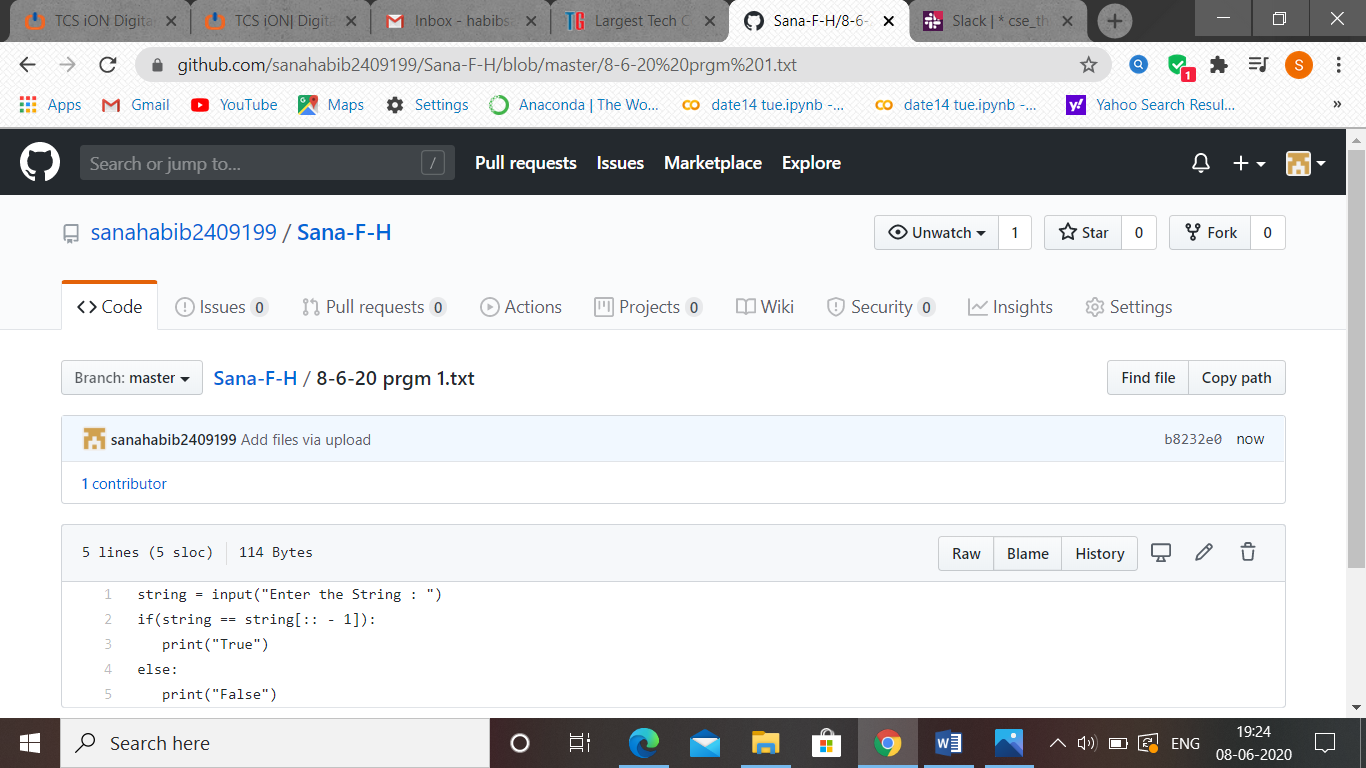 TCS iON Digita
TCS iON| Digita
Inbox - habibsa
Largest Tech C
Sana-F-H/8-6-
Slack | * cse_th
github.com/sanahabib2409199/Sana-F-H/blob/master/8-6-20%20prgm%201.txt
1
S
Apps
Gmail
YouTube
Maps
Settings
Anaconda | The Wo...
date14 tue.ipynb -...
date14 tue.ipynb -...
Yahoo Search Resul...
»
Search or jump to...
/
Pull requests
Issues
Marketplace
Explore
sanahabib2409199 / Sana-F-H
Unwatch 1
Star 0
Fork 0
Code
Issues 0
Pull requests 0
Actions
Projects 0
Wiki
Security 0
Insights
Settings
Branch: master
Sana-F-H / 8-6-20 prgm 1.txt
Find file
Copy path
sanahabib2409199 Add files via upload
b8232e0 now
1 contributor
5 lines (5 sloc)
114 Bytes
Raw
Blame
History
1 string = input("Enter the String : ")
2 if(string == string[:: - 1]):
3    print("True")
4 else:
5    print("False")
Search here
ENG
19:24
08-06-2020